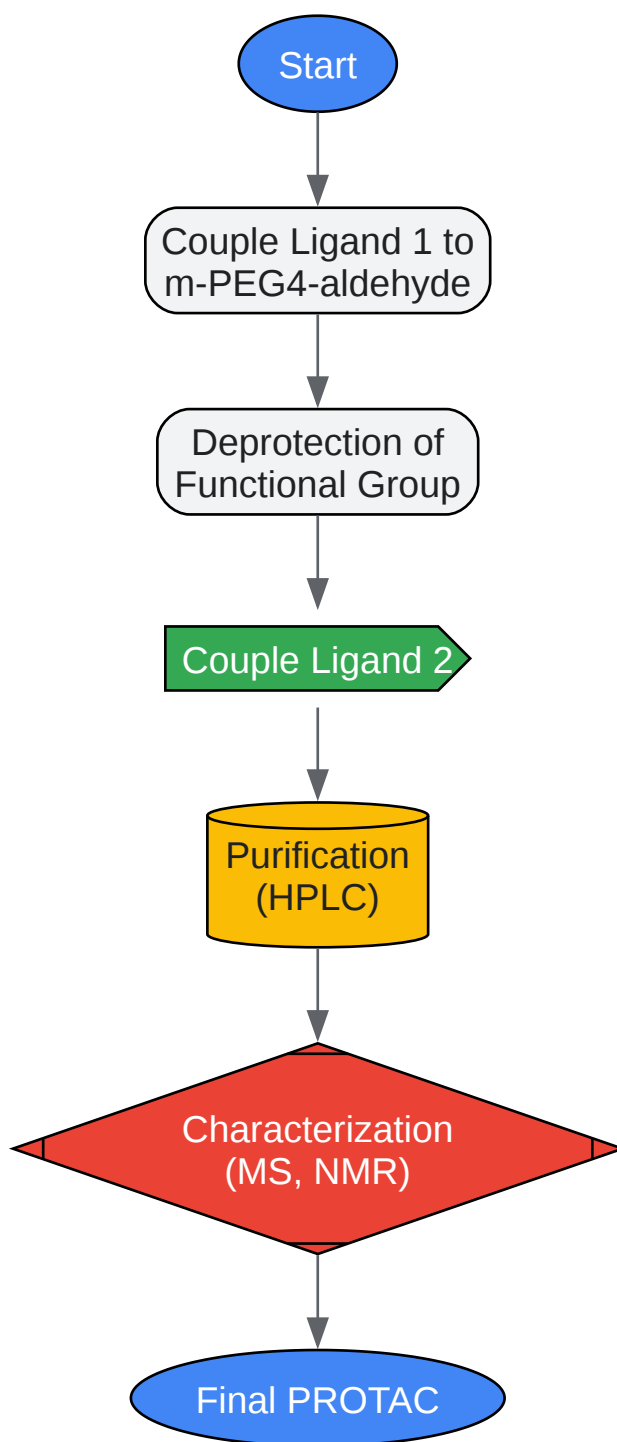 Start
Couple Ligand 1 to
m-PEG4-aldehyde
Deprotection of
Functional Group
Couple Ligand 2
Purification
(HPLC)
Characterization
(MS, NMR)
Final PROTAC